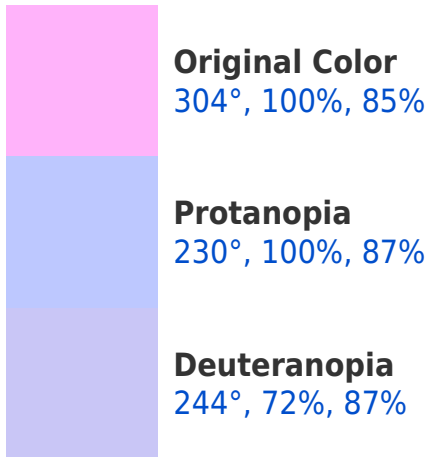 Original Color
304°, 100%, 85%
Protanopia
230°, 100%, 87%
Deuteranopia
244°, 72%, 87%